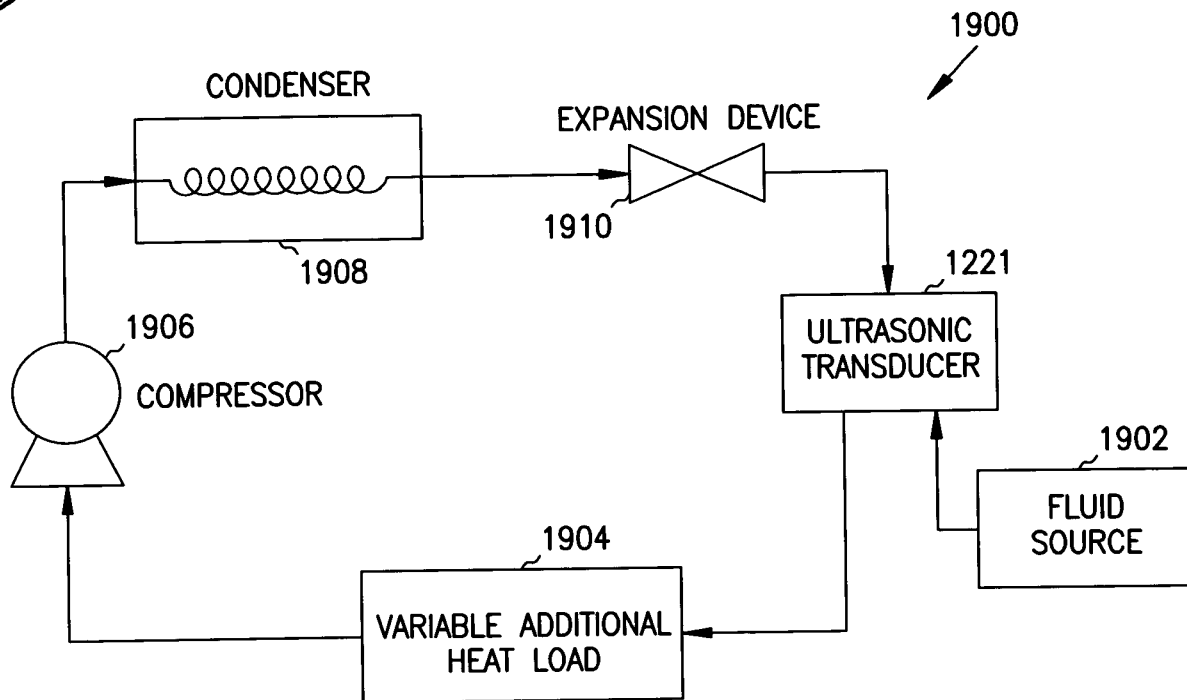 1900
CONDENSER
EXPANSION DEVICE
1910
1908
1221
ULTRASONIC
TRANSDUCER
1906
COMPRESSOR
1902
FLUID
SOURCE
1904
VARIABLE ADDITIONAL
HEAT LOAD